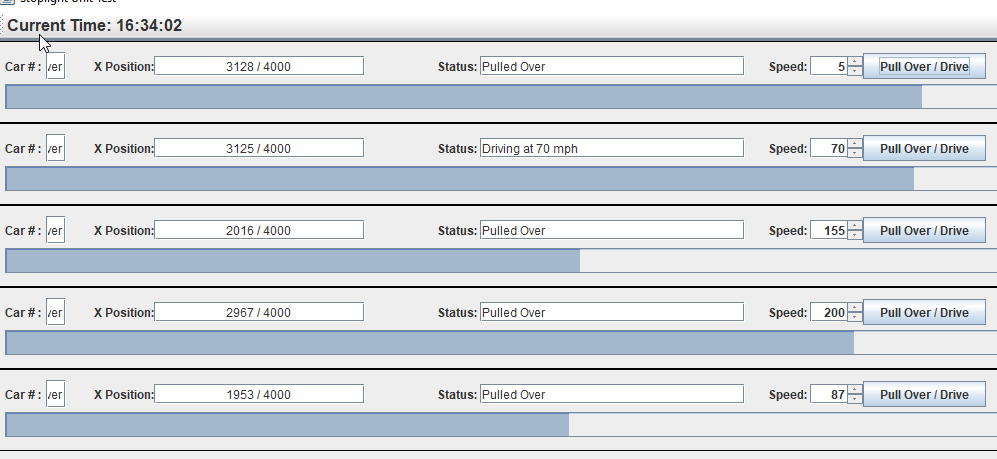 Stoplight Unit Test
Current Time: 16:34:02
Car # : ver X Position: 3128 / 4000 Status: Pulled Over Speed: 5 Pull Over / Drive
Car # : ver X Position: 3125 / 4000 Status: Driving at 70 mph Speed: 70 Pull Over / Drive
Car # : ver X Position: 2016 / 4000 Status: Pulled Over Speed: 155 Pull Over / Drive
Car # : ver X Position: 2967 / 4000 Status: Pulled Over Speed: 200 Pull Over / Drive
Car # : ver X Position: 1953 / 4000 Status: Pulled Over Speed: 87 Pull Over / Drive